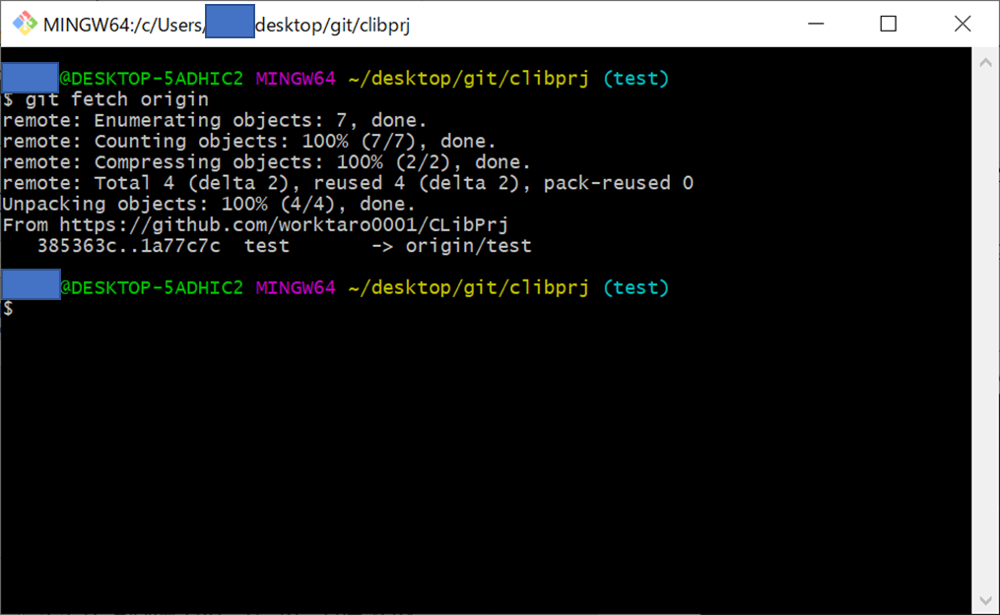 MINGW64:/c/Users/ desktop/git/clibprj
@DESKTOP-5ADHIC2 MINGW64 ~/desktop/git/clibprj (test)
$ git fetch origin
remote: Enumerating objects: 7, done.
remote: Counting objects: 100% (7/7), done.
remote: Compressing objects: 100% (2/2), done.
remote: Total 4 (delta 2), reused 4 (delta 2), pack-reused 0
Unpacking objects: 100% (4/4), done.
From https://github.com/worktaro0001/CLibPrj
   385363c..1a77c7c  test       -> origin/test
@DESKTOP-5ADHIC2 MINGW64 ~/desktop/git/clibprj (test)
$